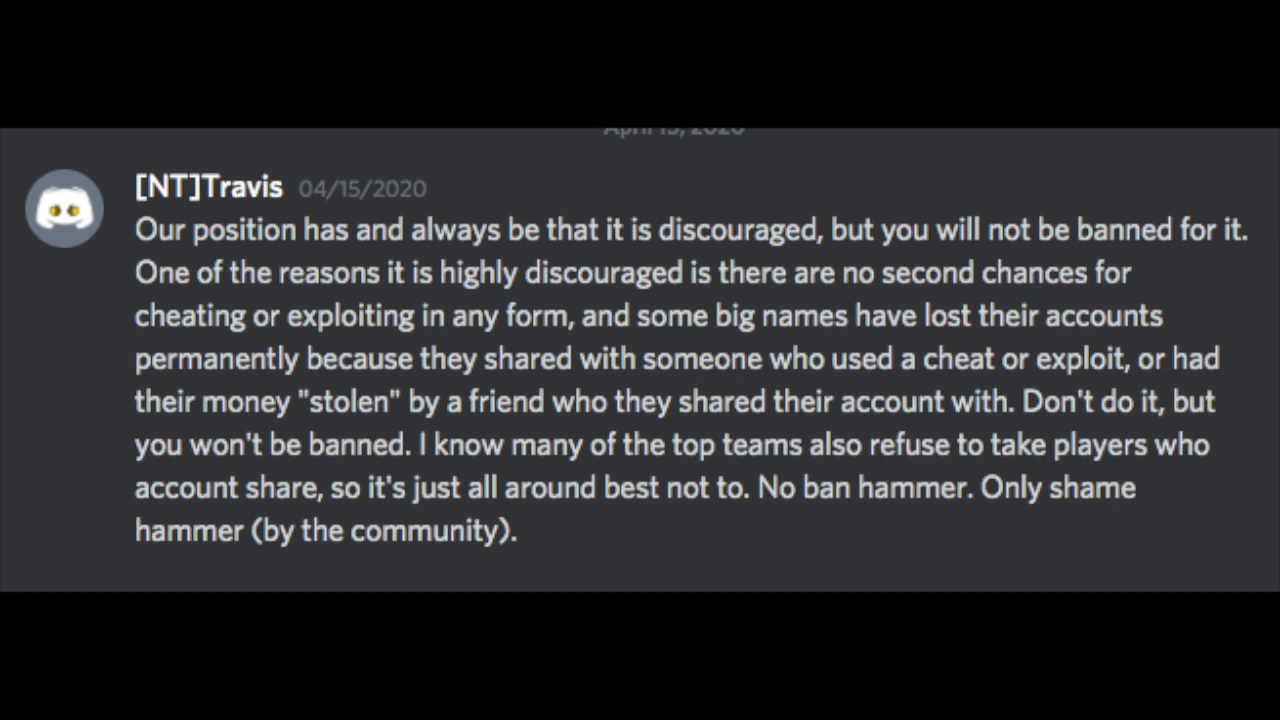 April 15, 2020
[NT]Travis 04/15/2020
Our position has and always be that it is discouraged, but you will not be banned for it.
One of the reasons it is highly discouraged is there are no second chances for
cheating or exploiting in any form, and some big names have lost their accounts
permanently because they shared with someone who used a cheat or exploit, or had
their money "stolen" by a friend who they shared their account with. Don't do it, but
you won't be banned. I know many of the top teams also refuse to take players who
account share, so it's just all around best not to. No ban hammer. Only shame
hammer (by the community).